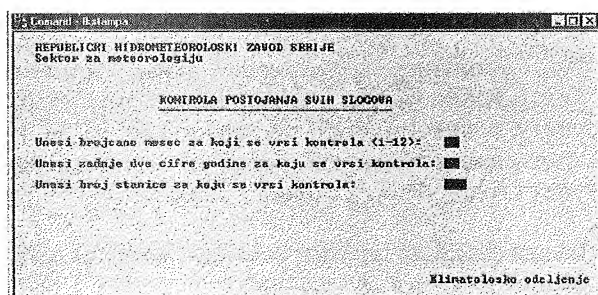 Comand - lkstampa
REPUBLICKI HIDROMETEOROLOSKI ZAVOD SRBIJE
Sektor za meteorologiju
KONTROLA POSTOJANJA SVIH SLOGOVA
Unesi brojcano mesec za koji se vrsi kontrola (1-12):
Unesi zadnje dve cifre godine za koju se vrsi kontrola:
Unesi broj stanice za koju se vrsi kontrola:
Klimatolosko odeljenje